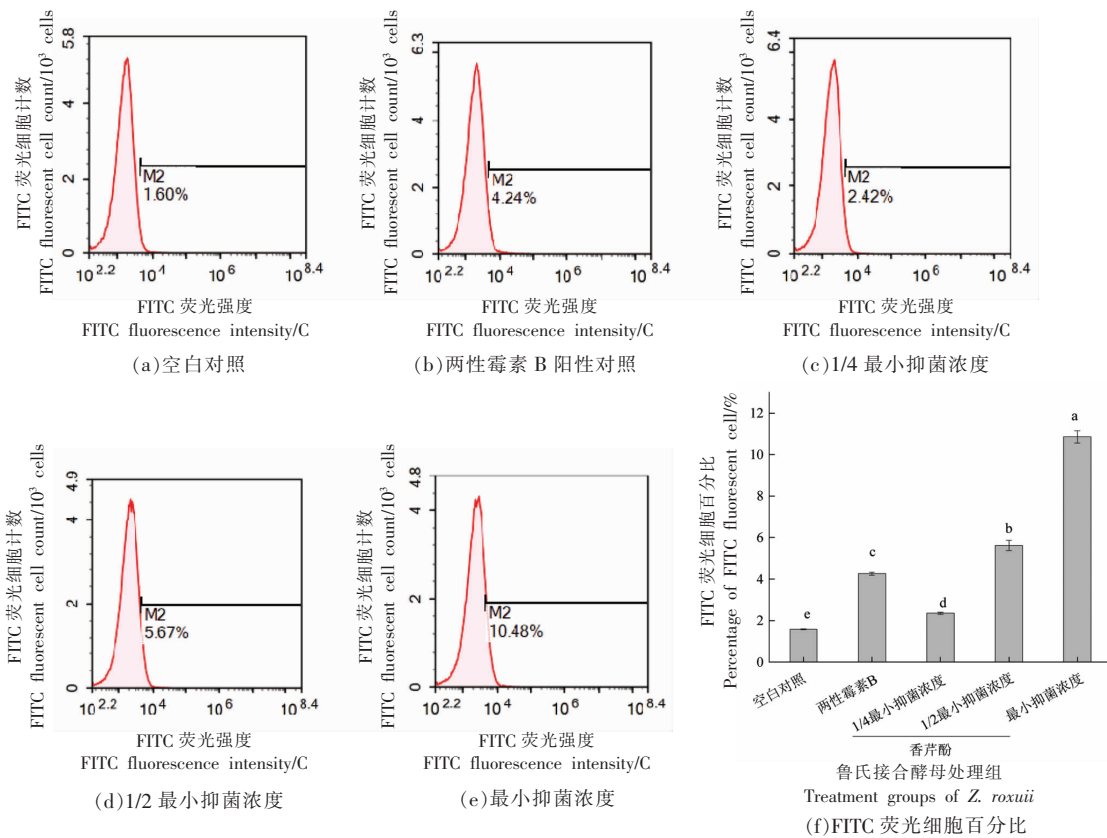 5.8
4
2
0
FITC 荧光细胞计数
FITC fluorescent cell count/10³ cells
M2
1.60%
10^2.2 10^4 10^6 10^8.4
FITC 荧光强度
FITC fluorescence intensity/C
(a)空白对照
6.3
4
2
0
FITC 荧光细胞计数
FITC fluorescent cell count/10³ cells
M2
4.24%
10^2.2 10^4 10^6 10^8.4
FITC 荧光强度
FITC fluorescence intensity/C
(b)两性霉素 B 阳性对照
6.4
4
2
0
FITC 荧光细胞计数
FITC fluorescent cell count/10³ cells
M2
2.42%
10^2.2 10^4 10^6 10^8.4
FITC 荧光强度
FITC fluorescence intensity/C
(c)1/4 最小抑菌浓度
4.9
4
2
0
FITC 荧光细胞计数
FITC fluorescent cell count/10³ cells
M2
5.67%
10^2.2 10^4 10^6 10^8.4
FITC 荧光强度
FITC fluorescence intensity/C
(d)1/2 最小抑菌浓度
4.8
4
2
0
FITC 荧光细胞计数
FITC fluorescent cell count/10³ cells
M2
10.48%
10^2.2 10^4 10^6 10^8.4
FITC 荧光强度
FITC fluorescence intensity/C
(e)最小抑菌浓度
12
10
8
6
4
2
0
FITC 荧光细胞百分比
Percentage of FITC fluorescent cell/%
e
c
d
b
a
空白对照
两性霉素B
1/4最小抑菌浓度
1/2最小抑菌浓度
最小抑菌浓度
香芹酚
鲁氏接合酵母处理组
Treatment groups of Z. roxuii
(f)FITC 荧光细胞百分比